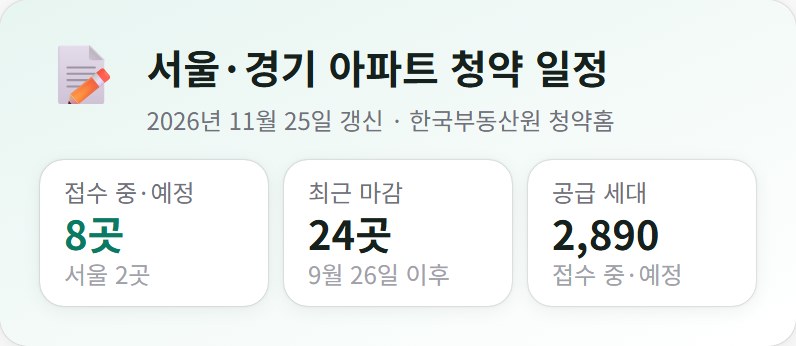 서울·경기 아파트 청약 일정
2026년 11월 25일 갱신 · 한국부동산원 청약홈
접수 중·예정
8곳
서울 2곳
최근 마감
24곳
9월 26일 이후
공급 세대
2,890
접수 중·예정